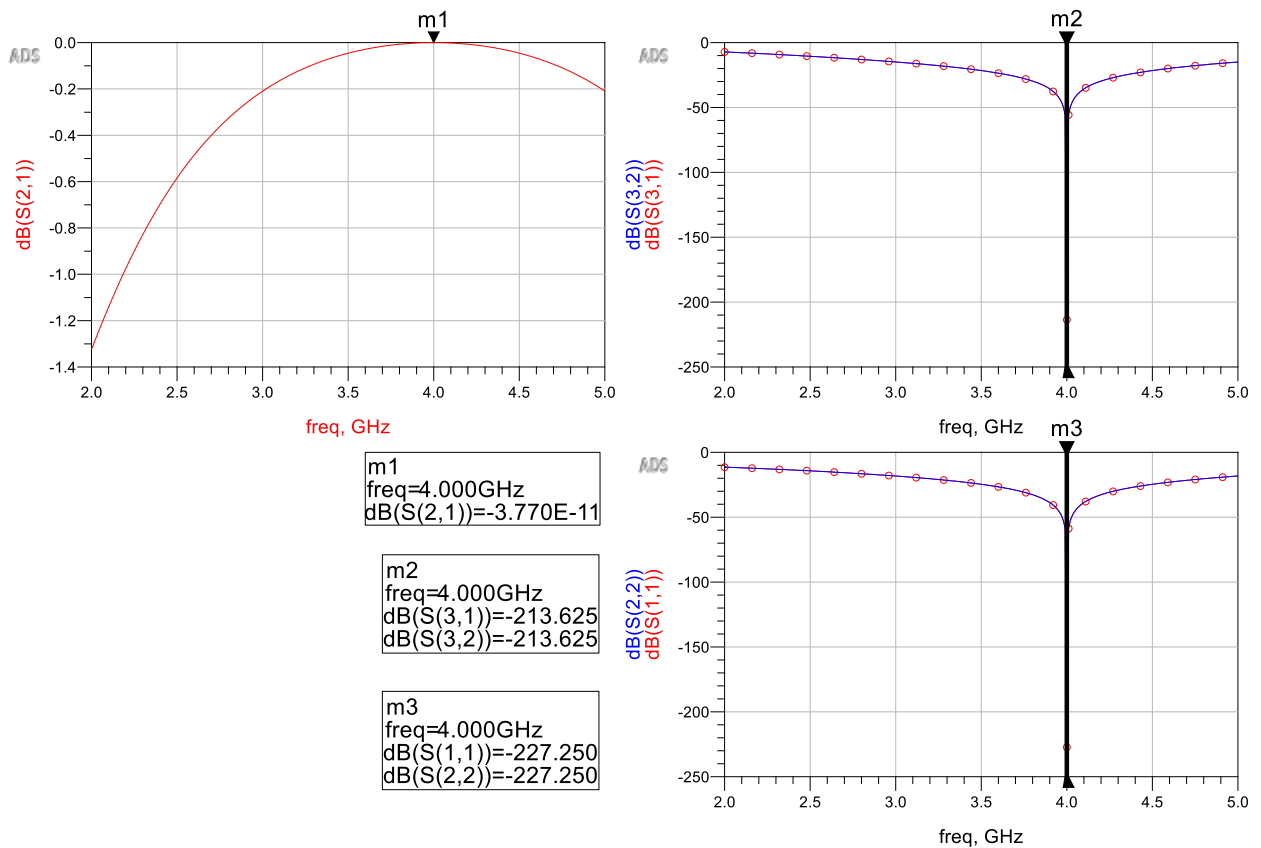 m1
ADS
0.0
-0.2
-0.4
-0.6
-0.8
-1.0
-1.2
-1.4
dB(S(2,1))
2.0 2.5 3.0 3.5 4.0 4.5 5.0
freq, GHz
m2
ADS
0
-50
-100
-150
-200
-250
dB(S(3,2))
dB(S(3,1))
2.0 2.5 3.0 3.5 4.0 4.5 5.0
freq, GHz
m1
freq=4.000GHz
dB(S(2,1))=-3.770E-11
m2
freq=4.000GHz
dB(S(3,1))=-213.625
dB(S(3,2))=-213.625
m3
freq=4.000GHz
dB(S(1,1))=-227.250
dB(S(2,2))=-227.250
m3
ADS
0
-50
-100
-150
-200
-250
dB(S(2,2))
dB(S(1,1))
2.0 2.5 3.0 3.5 4.0 4.5 5.0
freq, GHz